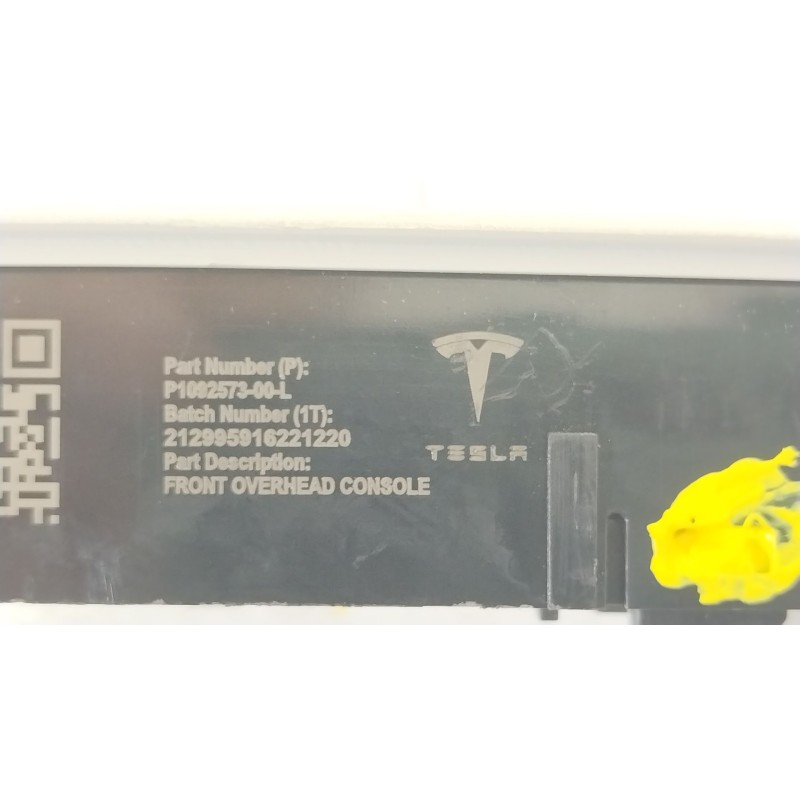 Part Number (P):
P1092573-00-L
Batch Number (1T):
212995916221220
Part Description:
FRONT OVERHEAD CONSOLE
TESLA